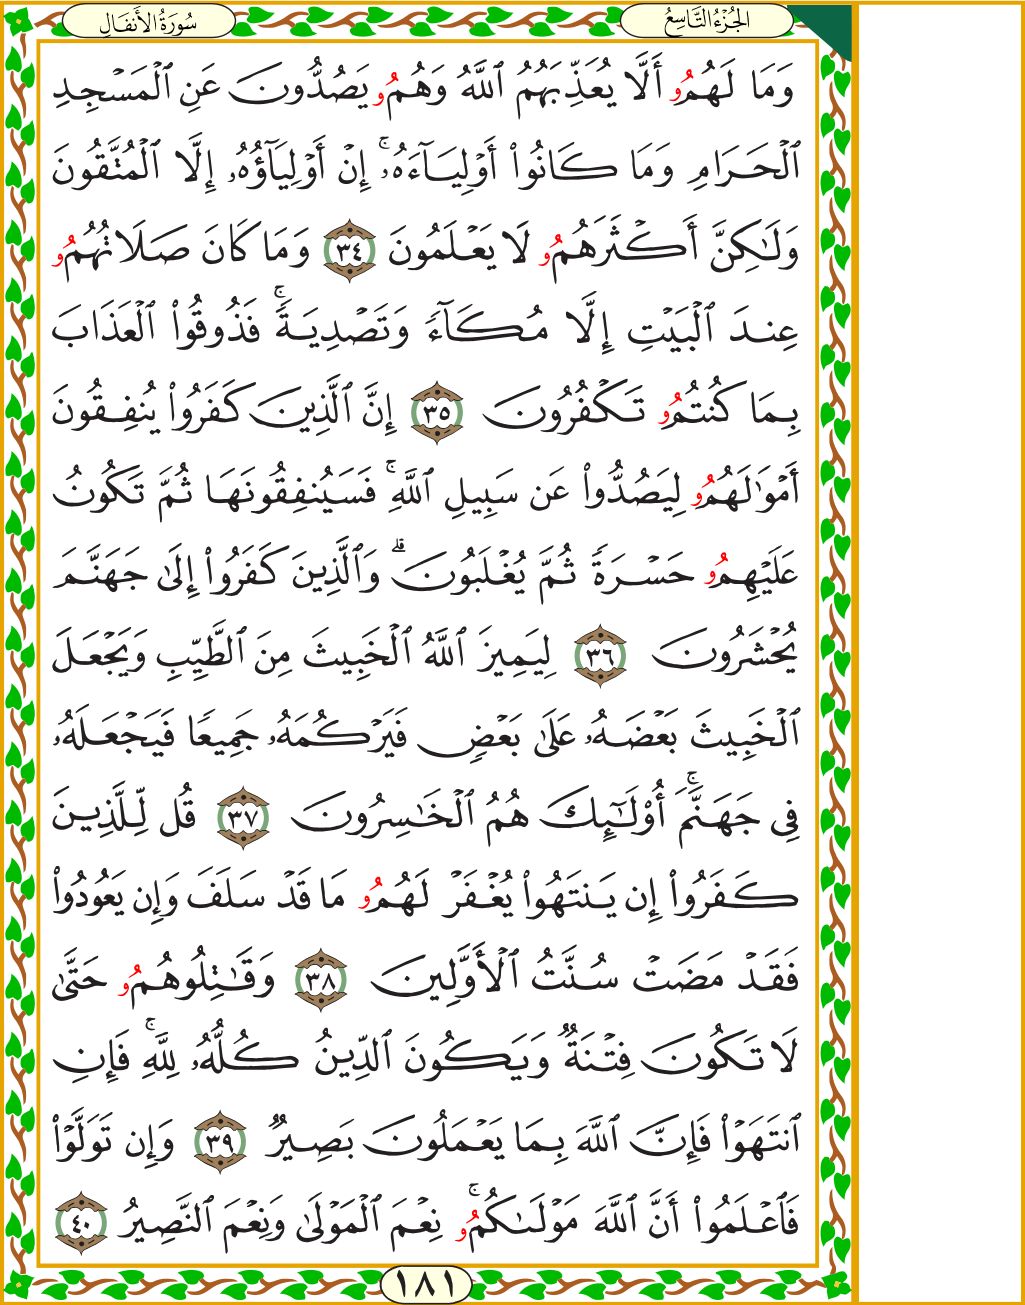 الجُزْءُ التَّاسِعُ
سُورَةُ الأَنفَالِ
وَمَا لَهُمُۥٓ أَلَّا يُعَذِّبَهُمُ ٱللَّهُ وَهُمُۥ يَصُدُّونَ عَنِ ٱلْمَسْجِدِ
ٱلْحَرَامِ وَمَا كَانُوا۟ أَوْلِيَآءَهُۥٓ ۚ إِنْ أَوْلِيَآؤُهُۥٓ إِلَّا ٱلْمُتَّقُونَ
وَلَٰكِنَّ أَكْثَرَهُمُۥ لَا يَعْلَمُونَ ٣٤ وَمَا كَانَ صَلَاتُهُمُۥ
عِندَ ٱلْبَيْتِ إِلَّا مُكَآءً وَتَصْدِيَةً ۚ فَذُوقُوا۟ ٱلْعَذَابَ
بِمَا كُنتُمُۥ تَكْفُرُونَ ٣٥ إِنَّ ٱلَّذِينَ كَفَرُوا۟ يُنفِقُونَ
أَمْوَٰلَهُمُۥ لِيَصُدُّوا۟ عَن سَبِيلِ ٱللَّهِ ۚ فَسَيُنفِقُونَهَا ثُمَّ تَكُونُ
عَلَيْهِمُۥ حَسْرَةً ثُمَّ يُغْلَبُونَ ۗ وَٱلَّذِينَ كَفَرُوٓا۟ إِلَىٰ جَهَنَّمَ
يُحْشَرُونَ ٣٦ لِيَمِيزَ ٱللَّهُ ٱلْخَبِيثَ مِنَ ٱلطَّيِّبِ وَيَجْعَلَ
ٱلْخَبِيثَ بَعْضَهُۥ عَلَىٰ بَعْضٍ فَيَرْكُمَهُۥ جَمِيعًا فَيَجْعَلَهُۥ
فِى جَهَنَّمَ ۚ أُو۟لَٰٓئِكَ هُمُ ٱلْخَٰسِرُونَ ٣٧ قُل لِّلَّذِينَ
كَفَرُوٓا۟ إِن يَنتَهُوا۟ يُغْفَرْ لَهُمُۥ مَا قَدْ سَلَفَ وَإِن يَعُودُوا۟
فَقَدْ مَضَتْ سُنَّتُ ٱلْأَوَّلِينَ ٣٨ وَقَٰتِلُوهُمُۥ حَتَّىٰ
لَا تَكُونَ فِتْنَةٌ وَيَكُونَ ٱلدِّينُ كُلُّهُۥ لِلَّهِ ۚ فَإِنِ
ٱنتَهَوْا۟ فَإِنَّ ٱللَّهَ بِمَا يَعْمَلُونَ بَصِيرٌ ٣٩ وَإِن تَوَلَّوْا۟
فَٱعْلَمُوٓا۟ أَنَّ ٱللَّهَ مَوْلَىٰكُمُۥ ۚ نِعْمَ ٱلْمَوْلَىٰ وَنِعْمَ ٱلنَّصِيرُ ٤٠
١٨١